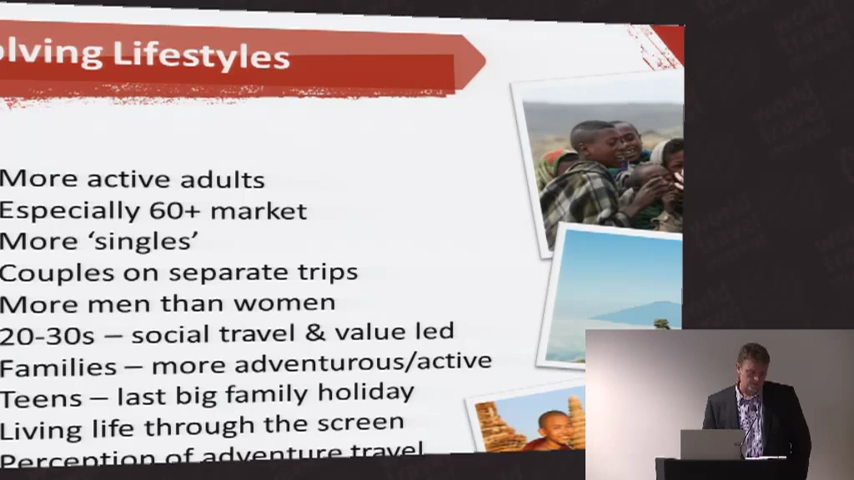 olving Lifestyles
More active adults
Especially 60+ market
More ‘singles’
Couples on separate trips
More men than women
20-30s – social travel & value led
Families – more adventurous/active
Teens – last big family holiday
Living life through the screen
Perception of adventure travel